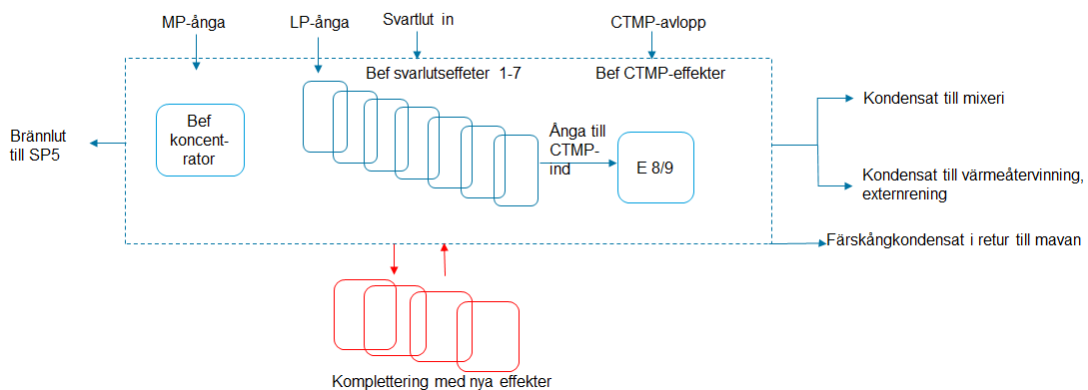 MP-ånga
LP-ånga
Svartlut in
CTMP-avlopp
Bef svarlutseffeter 1-7
Bef CTMP-effekter
Brännlut
till SP5
Bef
koncent-
rator
Ånga till
CTMP-
ind
E 8/9
Kondensat till mixeri
Kondensat till värmeåtervinning,
externrening
Färskångkondensat i retur till mavan
Komplettering med nya effekter